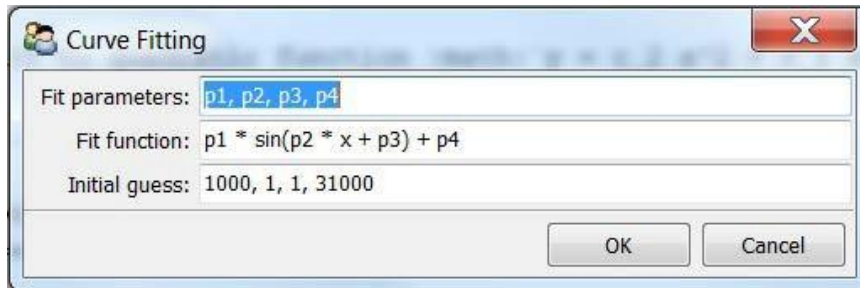 Curve Fitting
Fit parameters: p1, p2, p3, p4
Fit function: p1 * sin(p2 * x + p3) + p4
Initial guess: 1000, 1, 1, 31000
OK Cancel